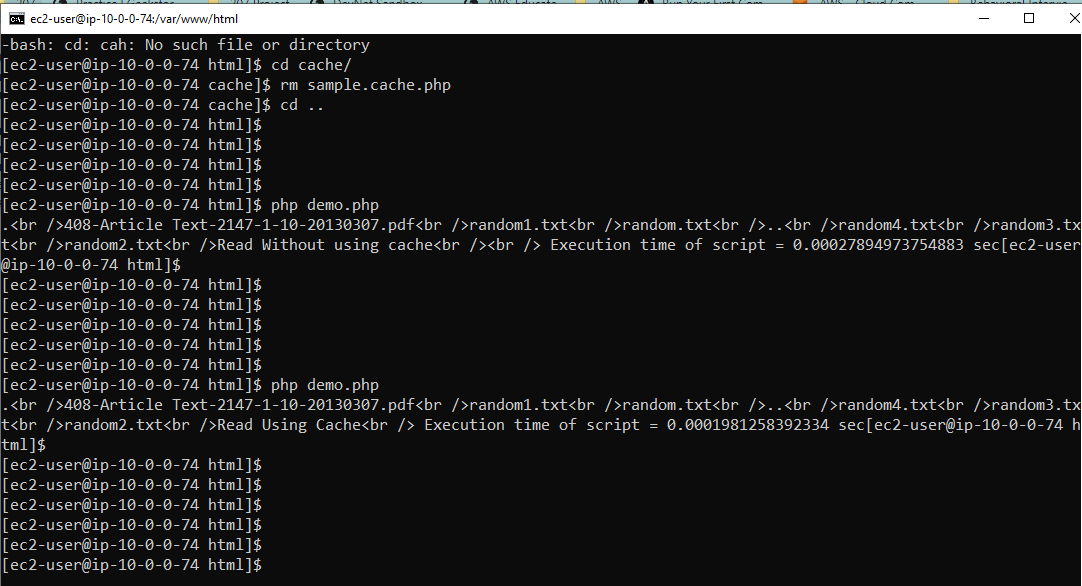 ec2-user@ip-10-0-0-74:/var/www/html
-bash: cd: cah: No such file or directory
[ec2-user@ip-10-0-0-74 html]$ cd cache/
[ec2-user@ip-10-0-0-74 cache]$ rm sample.cache.php
[ec2-user@ip-10-0-0-74 cache]$ cd ..
[ec2-user@ip-10-0-0-74 html]$
[ec2-user@ip-10-0-0-74 html]$
[ec2-user@ip-10-0-0-74 html]$
[ec2-user@ip-10-0-0-74 html]$
[ec2-user@ip-10-0-0-74 html]$ php demo.php
.<br />408-Article Text-2147-1-10-20130307.pdf<br />random1.txt<br />random.txt<br />..<br />random4.txt<br />random3.tx
t<br />random2.txt<br />Read Without using cache<br /><br /> Execution time of script = 0.00027894973754883 sec[ec2-user
@ip-10-0-0-74 html]$
[ec2-user@ip-10-0-0-74 html]$
[ec2-user@ip-10-0-0-74 html]$
[ec2-user@ip-10-0-0-74 html]$
[ec2-user@ip-10-0-0-74 html]$
[ec2-user@ip-10-0-0-74 html]$
[ec2-user@ip-10-0-0-74 html]$ php demo.php
.<br />408-Article Text-2147-1-10-20130307.pdf<br />random1.txt<br />random.txt<br />..<br />random4.txt<br />random3.tx
t<br />random2.txt<br />Read Using Cache<br /> Execution time of script = 0.0001981258392334 sec[ec2-user@ip-10-0-0-74 h
tml]$
[ec2-user@ip-10-0-0-74 html]$
[ec2-user@ip-10-0-0-74 html]$
[ec2-user@ip-10-0-0-74 html]$
[ec2-user@ip-10-0-0-74 html]$
[ec2-user@ip-10-0-0-74 html]$
[ec2-user@ip-10-0-0-74 html]$